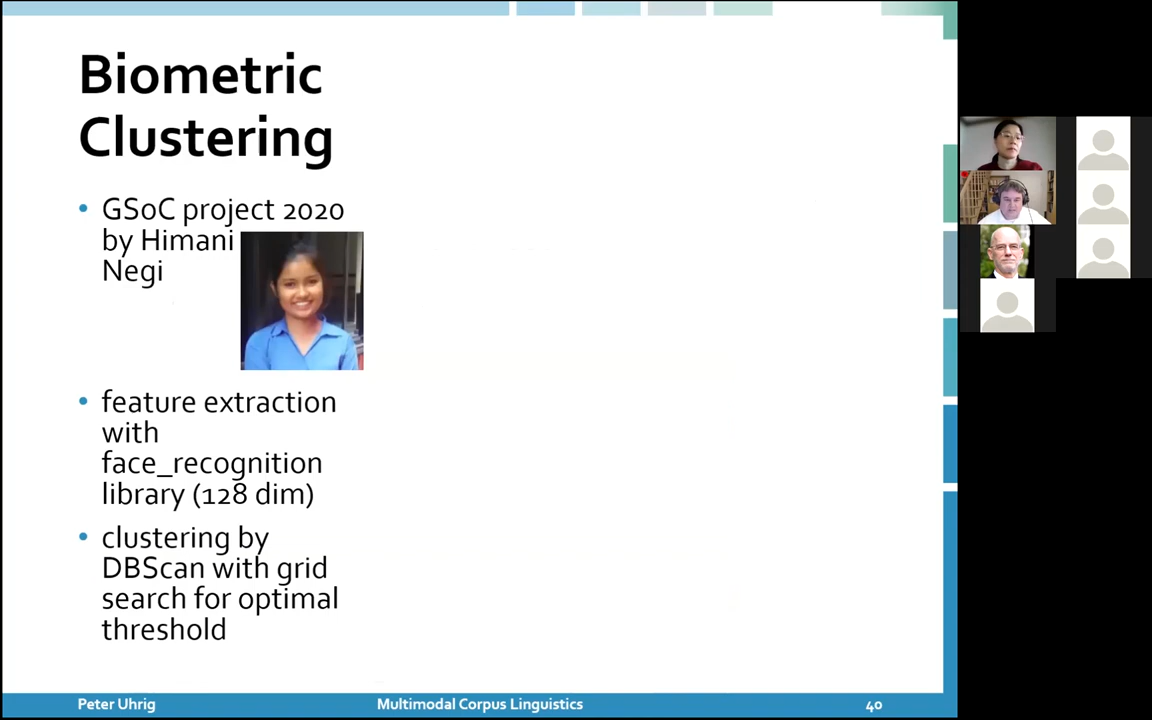 Biometric
Clustering
• GSoC project 2020
by Himani
Negi
• feature extraction
with
face_recognition
library (128 dim)
• clustering by
DBScan with grid
search for optimal
threshold
Peter Uhrig
Multimodal Corpus Linguistics
40